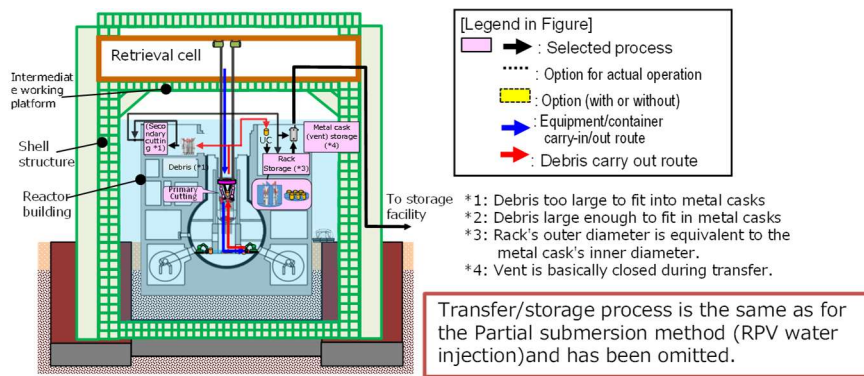 Retrieval cell
Intermediat
e working
platform
Shell
structure
Reactor
building
(Secon
dary
cuttin
g *1)
Debris (*1)
Primary
Cutting
UC
Rack
Storage (*3)
Metal cask
(vent) storage
(*4)
To storage
facility
[Legend in Figure]
: Selected process
: Option for actual operation
: Option (with or without)
: Equipment/container
carry-in/out route
: Debris carry out route
*1: Debris too large to fit into metal casks
*2: Debris large enough to fit in metal casks
*3: Rack's outer diameter is equivalent to the
metal cask's inner diameter.
*4: Vent is basically closed during transfer.
Transfer/storage process is the same as for
the Partial submersion method (RPV water
injection)and has been omitted.